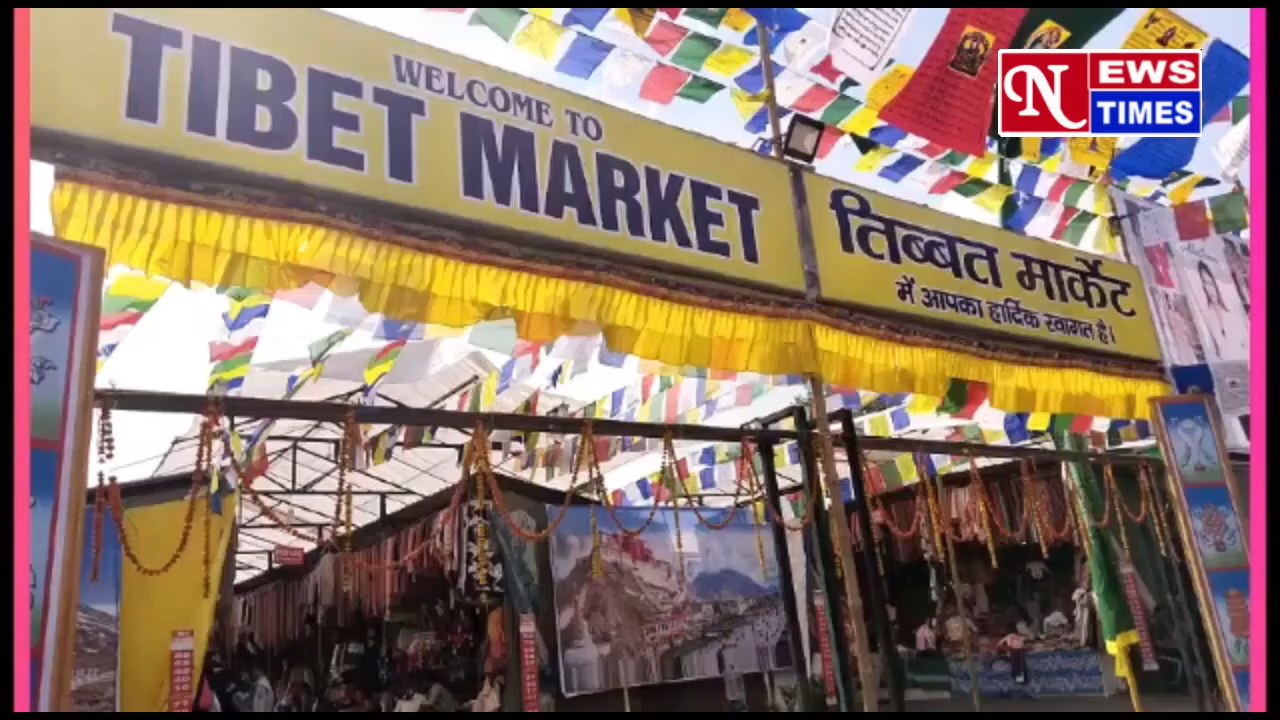 WELCOME TO
TIBET MARKET
तिब्बत मार्केट
में आपका हार्दिक स्वागत है।
NEWS
TIMES